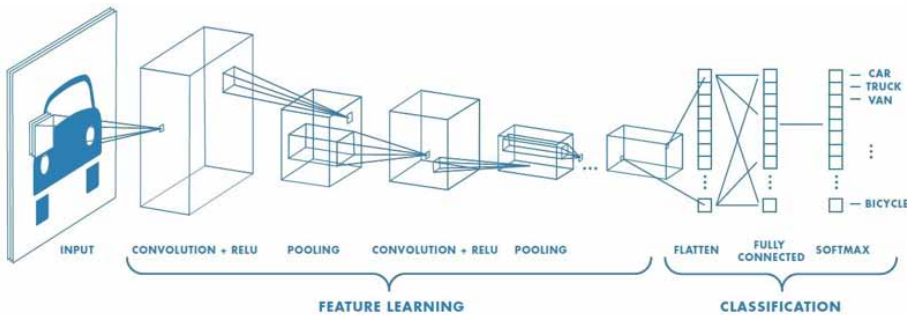 CAR
TRUCK
VAN
BICYCLE
INPUT
CONVOLUTION + RELU
POOLING
CONVOLUTION + RELU
POOLING
FLATTEN
FULLY
CONNECTED
SOFTMAX
FEATURE LEARNING
CLASSIFICATION